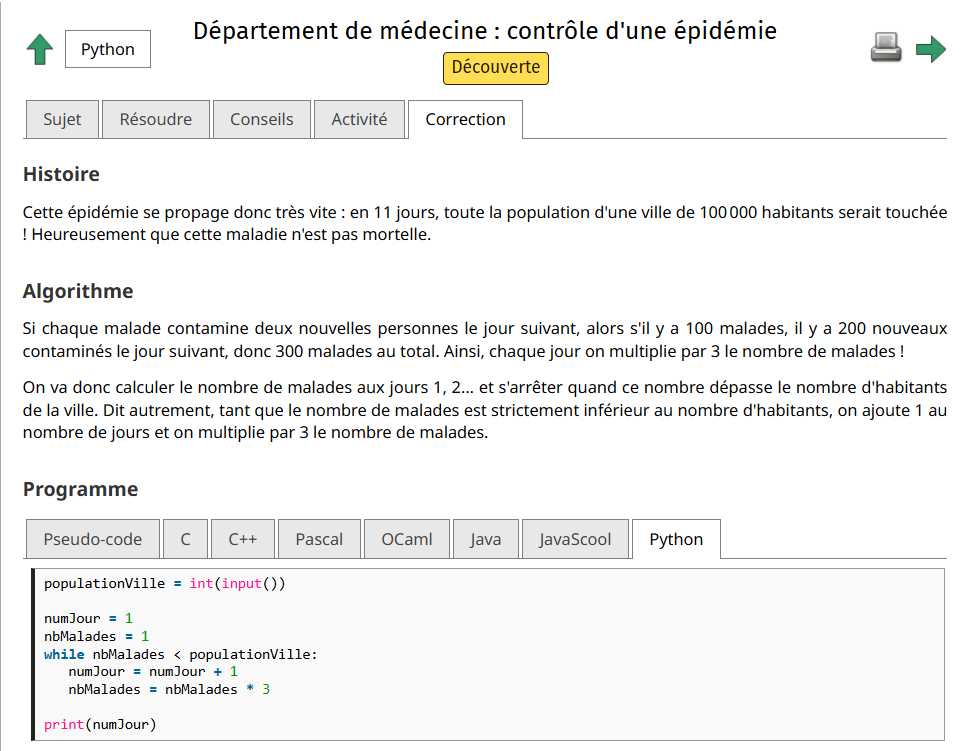 Département de médecine : contrôle d'une épidémie
Python
Découverte
Sujet Résoudre Conseils Activité Correction
Histoire
Cette épidémie se propage donc très vite : en 11 jours, toute la population d'une ville de 100 000 habitants serait touchée
! Heureusement que cette maladie n'est pas mortelle.
Algorithme
Si chaque malade contamine deux nouvelles personnes le jour suivant, alors s'il y a 100 malades, il y a 200 nouveaux
contaminés le jour suivant, donc 300 malades au total. Ainsi, chaque jour on multiplie par 3 le nombre de malades !
On va donc calculer le nombre de malades aux jours 1, 2... et s'arrêter quand ce nombre dépasse le nombre d'habitants
de la ville. Dit autrement, tant que le nombre de malades est strictement inférieur au nombre d'habitants, on ajoute 1 au
nombre de jours et on multiplie par 3 le nombre de malades.
Programme
Pseudo-code C C++ Pascal OCaml Java JavaScool Python
populationVille = int(input())
numJour = 1
nbMalades = 1
while nbMalades < populationVille:
   numJour = numJour + 1
   nbMalades = nbMalades * 3
print(numJour)